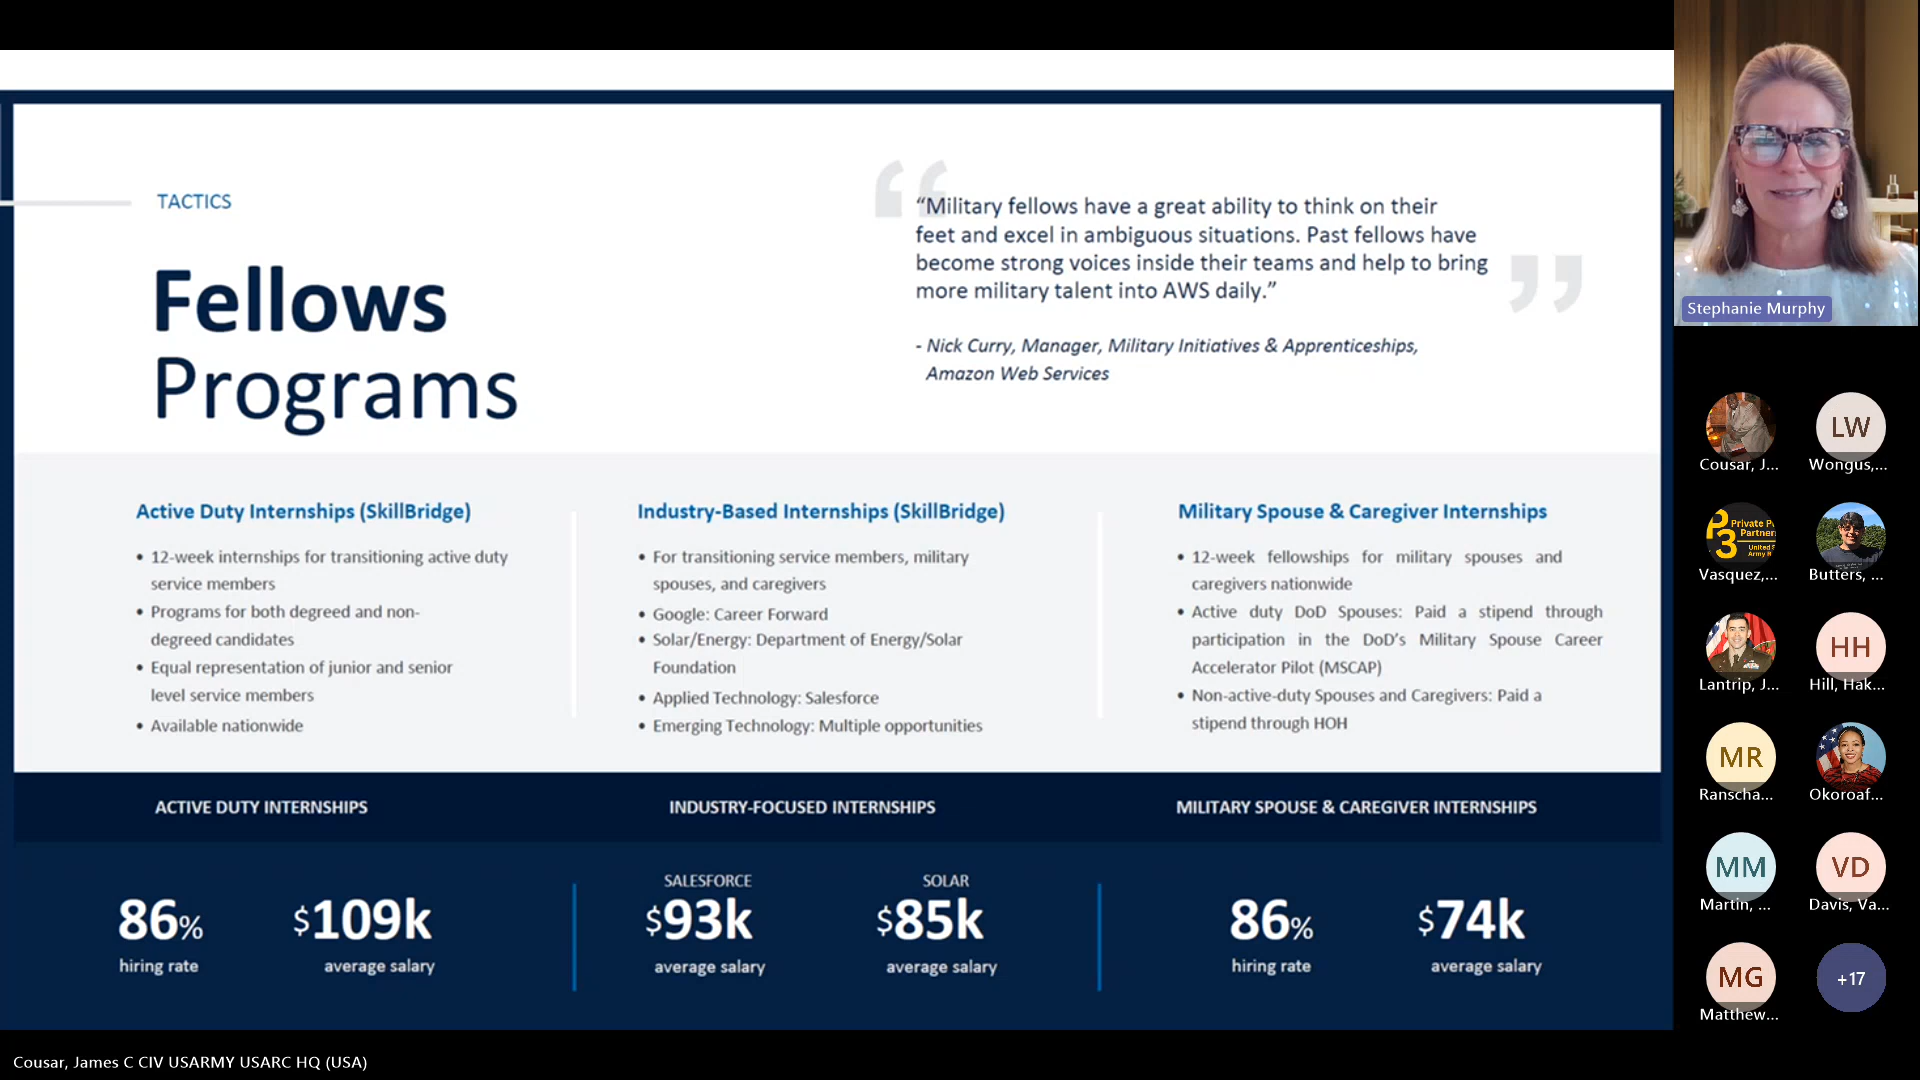 TACTICS
Fellows
Programs
“Military fellows have a great ability to think on their
feet and excel in ambiguous situations. Past fellows have
become strong voices inside their teams and help to bring
more military talent into AWS daily.”
- Nick Curry, Manager, Military Initiatives & Apprenticeships,
Amazon Web Services
Active Duty Internships (SkillBridge)
• 12-week internships for transitioning active duty
service members
• Programs for both degreed and non-
degreed candidates
• Equal representation of junior and senior
level service members
• Available nationwide
Industry-Based Internships (SkillBridge)
• For transitioning service members, military
spouses, and caregivers
• Google: Career Forward
• Solar/Energy: Department of Energy/Solar
Foundation
• Applied Technology: Salesforce
• Emerging Technology: Multiple opportunities
Military Spouse & Caregiver Internships
• 12-week fellowships for military spouses and
caregivers nationwide
• Active duty DoD Spouses: Paid a stipend through
participation in the DoD’s Military Spouse Career
Accelerator Pilot (MSCAP)
• Non-active-duty Spouses and Caregivers: Paid a
stipend through HOH
ACTIVE DUTY INTERNSHIPS
86%
hiring rate
$109k
average salary
INDUSTRY-FOCUSED INTERNSHIPS
SALESFORCE
$93k
average salary
SOLAR
$85k
average salary
MILITARY SPOUSE & CAREGIVER INTERNSHIPS
86%
hiring rate
$74k
average salary
Stephanie Murphy
Cousar, J...
LW
Wongus,...
P3
Private P
Partner
United S
Army R
Vasquez,...
Butters, ...
Lantrip, J...
HH
Hill, Hak...
MR
Ranscha...
Okoroaf...
MM
Martin, ...
VD
Davis, Va...
MG
Matthew...
+17
Cousar, James C CIV USARMY USARC HQ (USA)